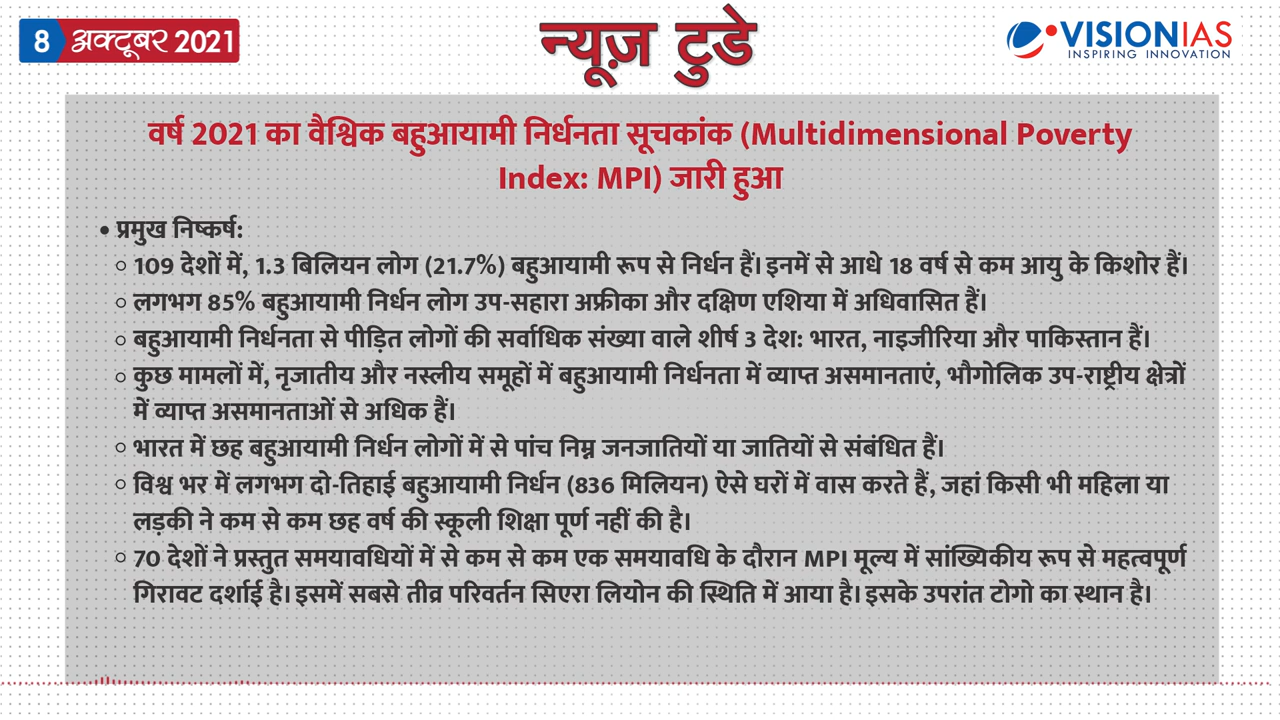 8 अक्टूबर 2021
न्यूज़ टुडे
VISIONIAS
INSPIRING INNOVATION
वर्ष 2021 का वैश्विक बहुआयामी निर्धनता सूचकांक (Multidimensional Poverty
Index: MPI) जारी हुआ
• प्रमुख निष्कर्ष:
○ 109 देशों में, 1.3 बिलियन लोग (21.7%) बहुआयामी रूप से निर्धन हैं। इनमें से आधे 18 वर्ष से कम आयु के किशोर हैं।
○ लगभग 85% बहुआयामी निर्धन लोग उप-सहारा अफ्रीका और दक्षिण एशिया में अधिवासित हैं।
○ बहुआयामी निर्धनता से पीड़ित लोगों की सर्वाधिक संख्या वाले शीर्ष 3 देश: भारत, नाइजीरिया और पाकिस्तान हैं।
○ कुछ मामलों में, नृजातीय और नस्लीय समूहों में बहुआयामी निर्धनता में व्याप्त असमानताएं, भौगोलिक उप-राष्ट्रीय क्षेत्रों
में व्याप्त असमानताओं से अधिक हैं।
○ भारत में छह बहुआयामी निर्धन लोगों में से पांच निम्न जनजातियों या जातियों से संबंधित हैं।
○ विश्व भर में लगभग दो-तिहाई बहुआयामी निर्धन (836 मिलियन) ऐसे घरों में वास करते हैं, जहां किसी भी महिला या
लड़की ने कम से कम छह वर्ष की स्कूली शिक्षा पूर्ण नहीं की है।
○ 70 देशों ने प्रस्तुत समयावधियों में से कम से कम एक समयावधि के दौरान MPI मूल्य में सांख्यिकीय रूप से महत्वपूर्ण
गिरावट दर्शाई है। इसमें सबसे तीव्र परिवर्तन सिएरा लियोन की स्थिति में आया है। इसके उपरांत टोगो का स्थान है।